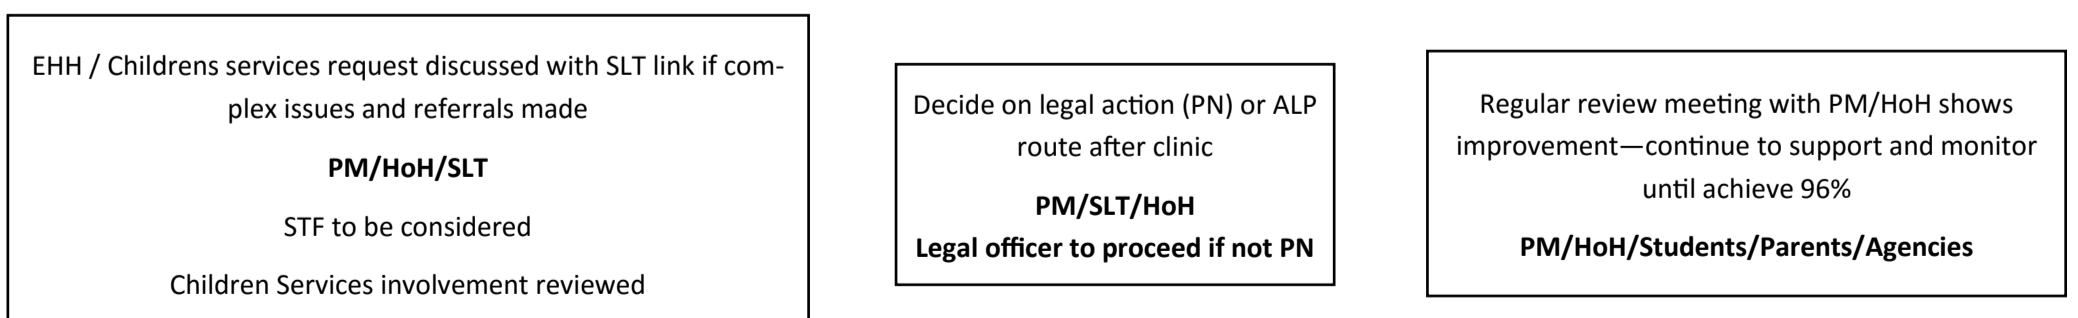 EHH / Childrens services request discussed with SLT link if com-
plex issues and referrals made
PM/HoH/SLT
STF to be considered
Children Services involvement reviewed
Decide on legal action (PN) or ALP
route after clinic
PM/SLT/HoH
Legal officer to proceed if not PN
Regular review meeting with PM/HoH shows
improvement—continue to support and monitor
until achieve 96%
PM/HoH/Students/Parents/Agencies